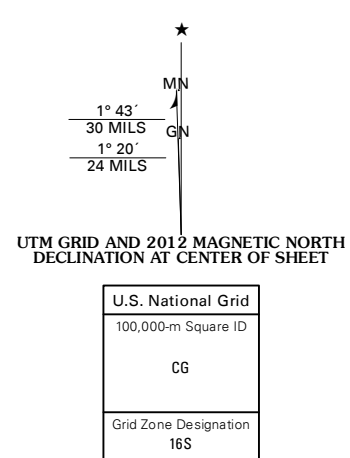 ★
MN
1° 43´
30 MILS
GN
1° 20´
24 MILS
UTM GRID AND 2012 MAGNETIC NORTH
DECLINATION AT CENTER OF SHEET
U.S. National Grid
100,000-m Square ID
CG
Grid Zone Designation
16S